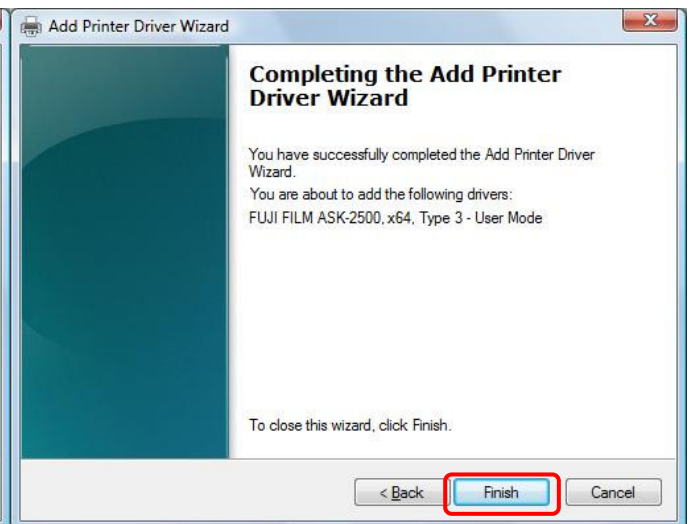 Add Printer Driver Wizard
Completing the Add Printer
Driver Wizard
You have successfully completed the Add Printer Driver
Wizard.
You are about to add the following drivers:
FUJI FILM ASK-2500, x64, Type 3 - User Mode
To close this wizard, click Finish.
< Back Finish Cancel